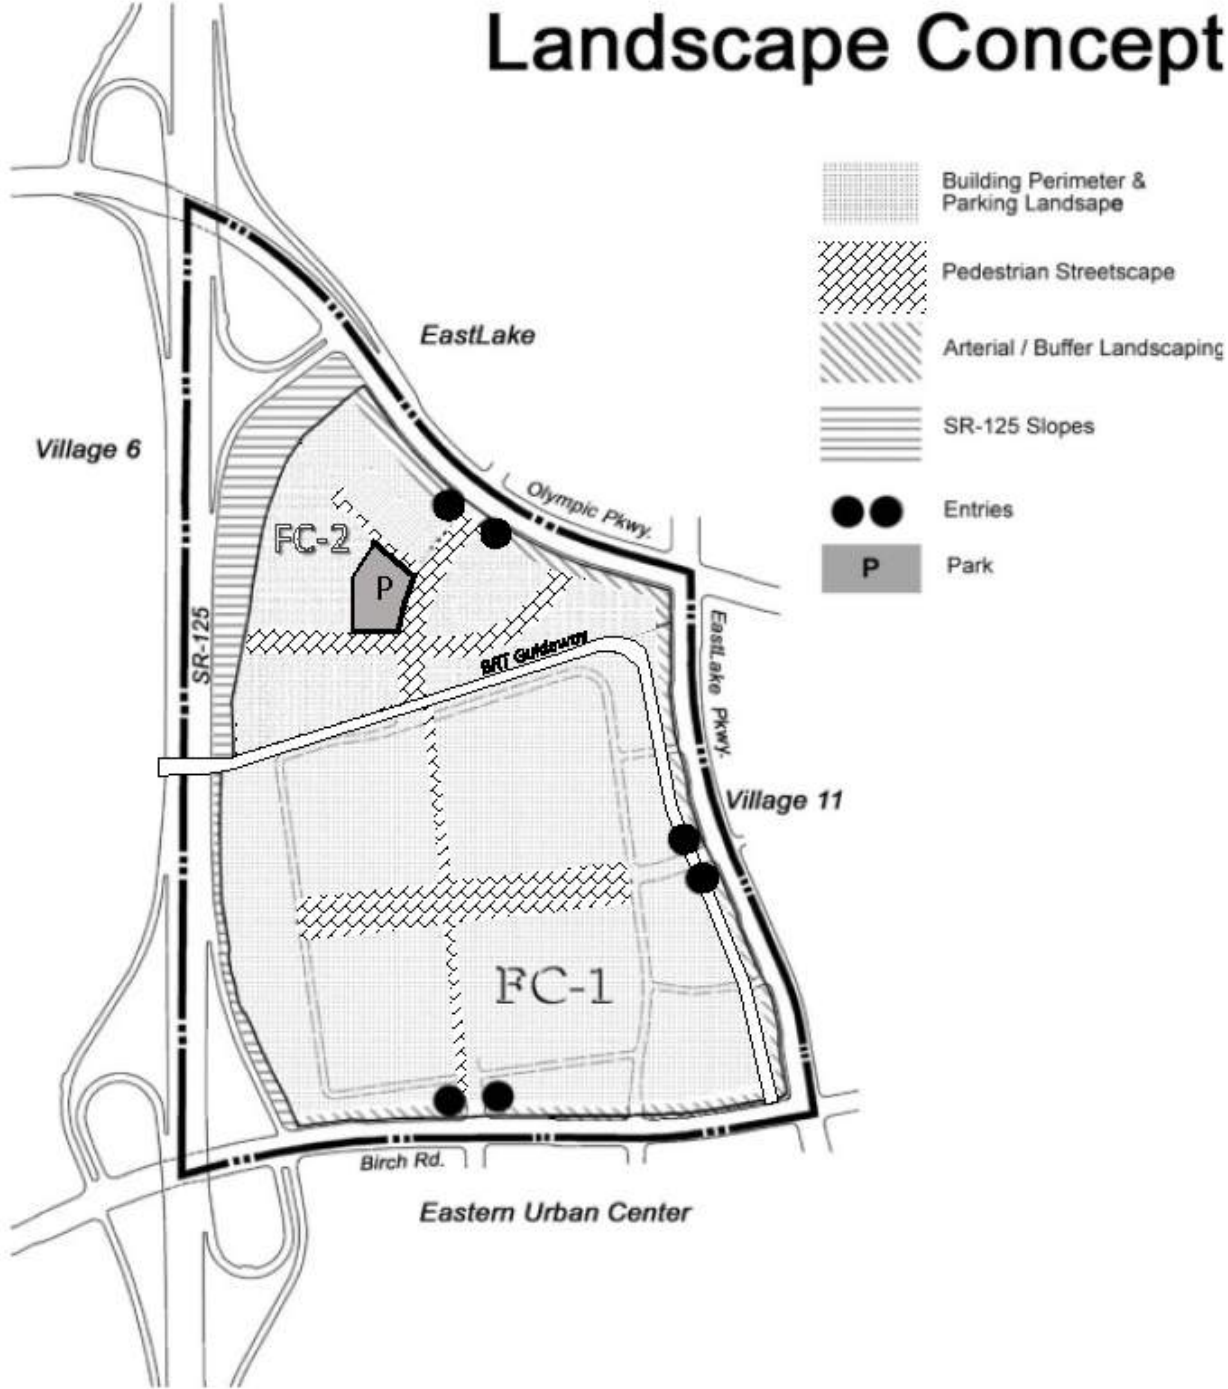 Landscape Concept
Building Perimeter &
Parking Landsape
Pedestrian Streetscape
Arterial / Buffer Landscaping
SR-125 Slopes
Entries
P
Park
EastLake
Village 6
Olympic Pkwy.
FC-2
P
SR-125
BRT Guideway
EastLake Pkwy.
Village 11
FC-1
Birch Rd.
Eastern Urban Center